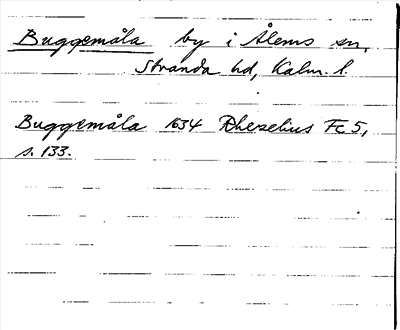 Buggemåla by i Ålems sn,
Stranda hd, Kalm. l.
Buggemåla 1634 Rhezelius Fc 5,
s. 133.